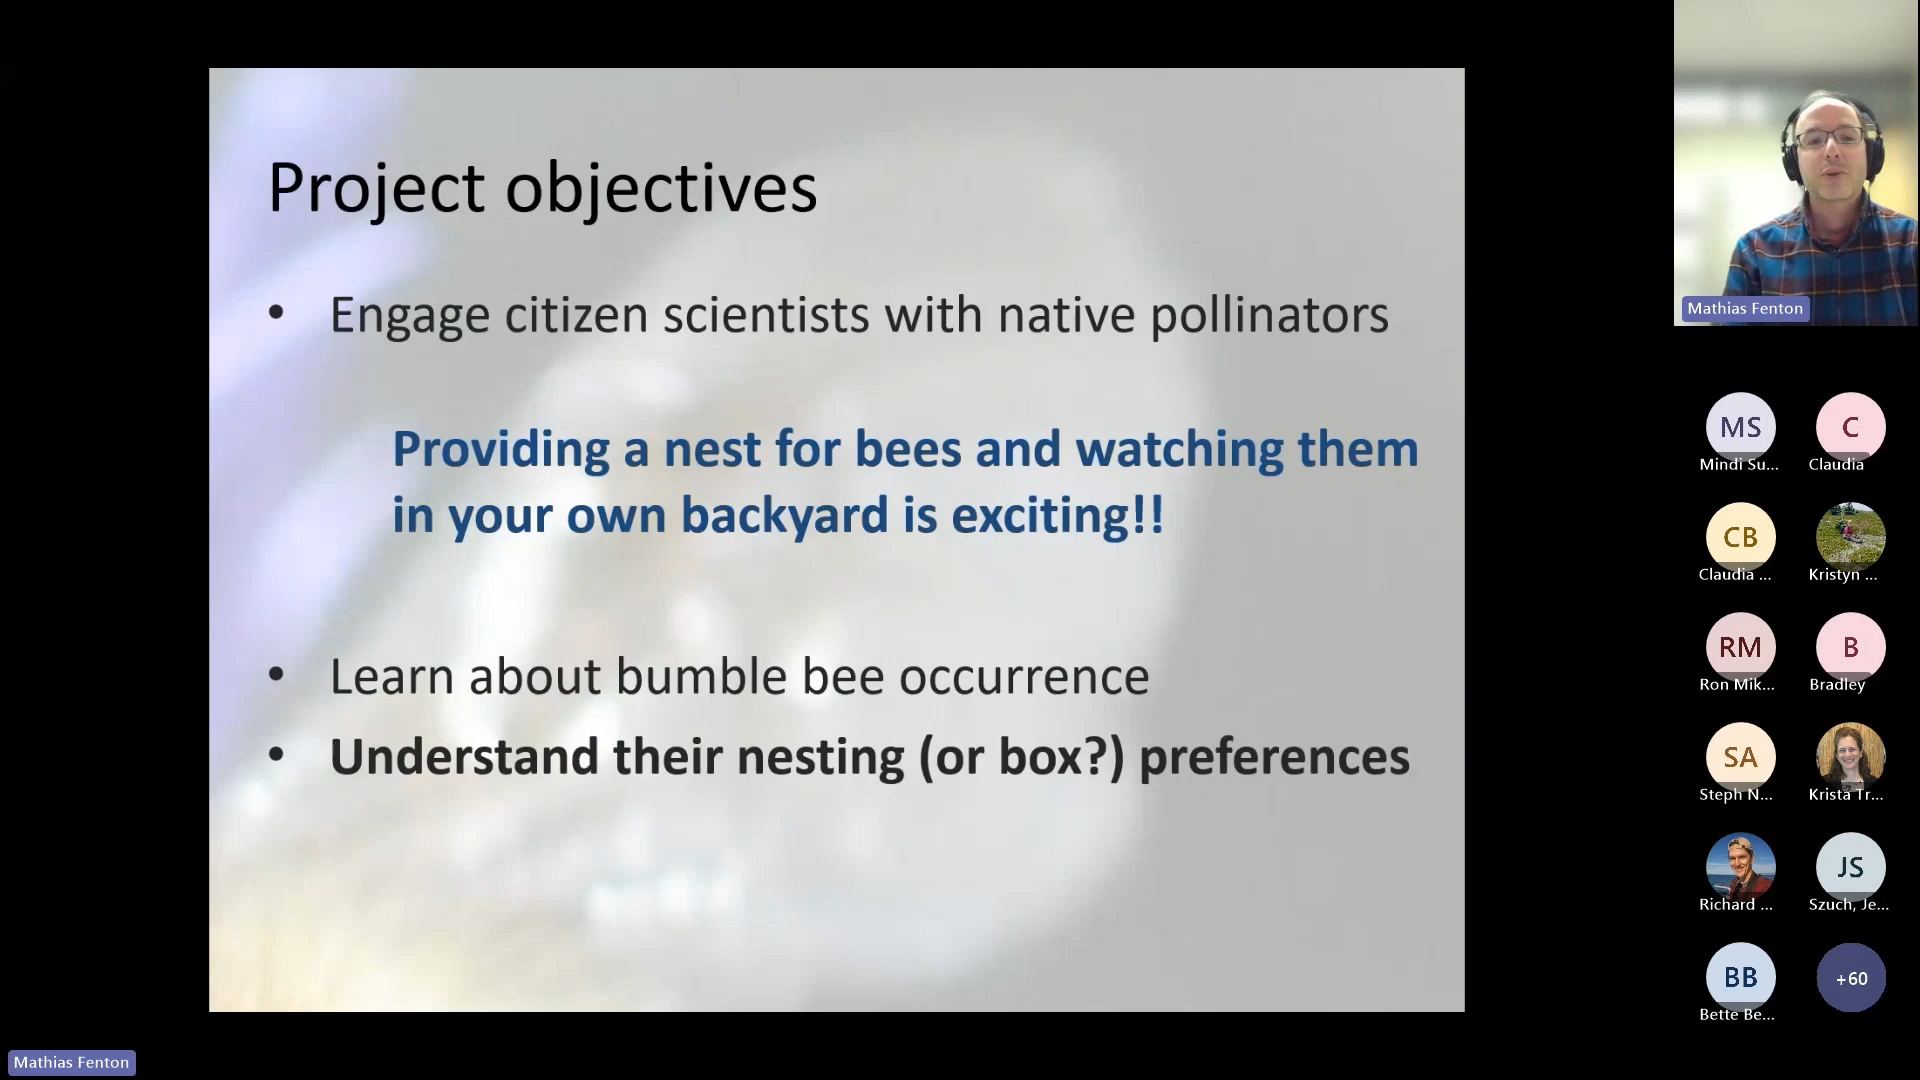 Project objectives
• Engage citizen scientists with native pollinators
Providing a nest for bees and watching them
in your own backyard is exciting!!
• Learn about bumble bee occurrence
• Understand their nesting (or box?) preferences
Mathias Fenton
MS
Mindi Su...
C
Claudia
CB
Claudia ...
Kristyn ...
RM
Ron Mik...
B
Bradley
SA
Steph N...
Krista Tr...
Richard ...
JS
Szuch, Je...
BB
Bette Be...
+60
Mathias Fenton